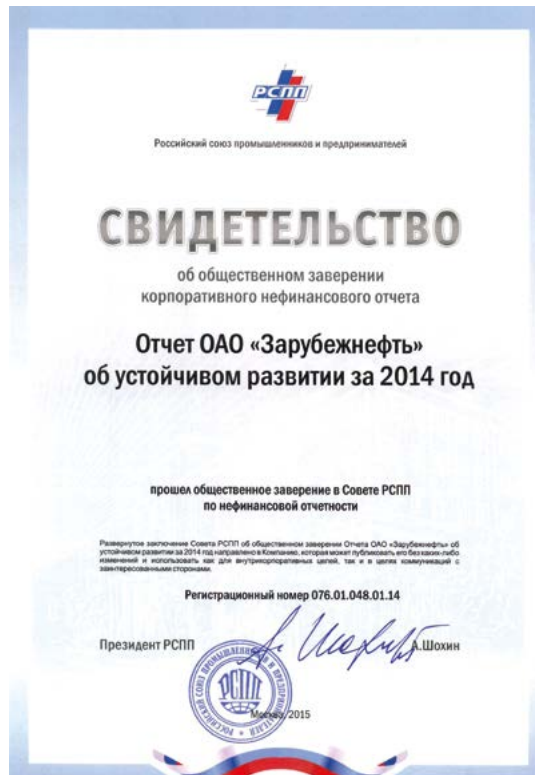 РСПП
Российский союз промышленников и предпринимателей
СВИДЕТЕЛЬСТВО
об общественном заверении
корпоративного нефинансового отчета
Отчет ОАО «Зарубежнефть»
об устойчивом развитии за 2014 год
прошел общественное заверение в Совете РСПП
по нефинансовой отчетности
Развернутое заключение Совета РСПП об общественном заверении Отчета ОАО «Зарубежнефть» об
устойчивом развитии за 2014 год направлено в Компанию, которая может публиковать его без каких-либо
изменений и использовать как для внутрикорпоративных целей, так и в целях коммуникаций с
заинтересованными сторонами.
Регистрационный номер 076.01.048.01.14
Президент РСПП
А.Шохин
РОССИЙСКИЙ СОЮЗ ПРОМЫШЛЕННИКОВ И ПРЕДПРИНИМАТЕЛЕЙ
РСПП
Москва, 2015